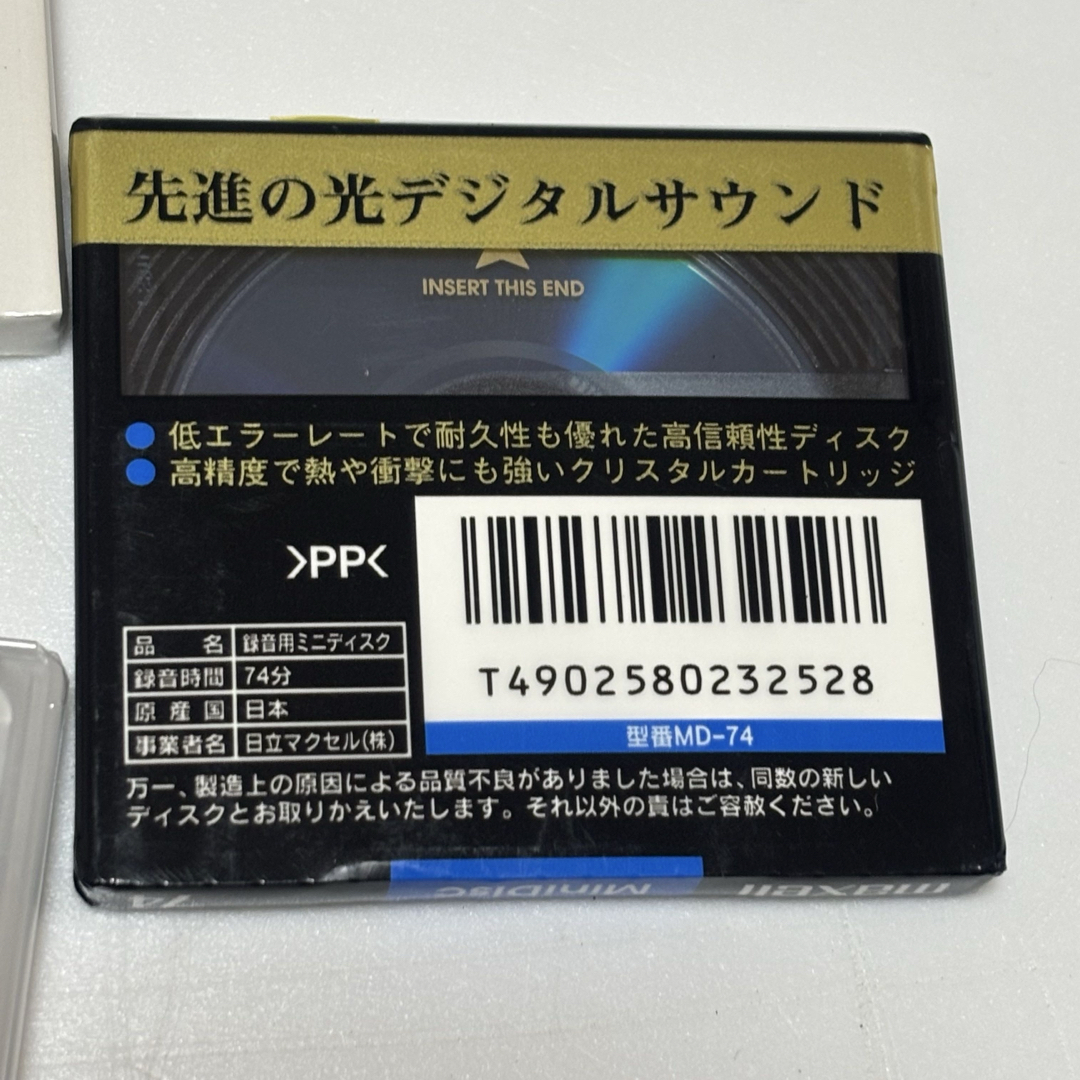 先進の光デジタルサウンド
INSERT THIS END
低エラーレートで耐久性も優れた高信頼性ディスク
高精度で熱や衝撃にも強いクリスタルカートリッジ
>PP<
T4902580232528
型番MD-74
品名 録音用ミニディスク
録音時間 74分
原産国 日本
事業者名 日立マクセル(株)
万一、製造上の原因による品質不良がありました場合は、同数の新しい
ディスクとお取りかえいたします。それ以外の責はご容赦ください。
74 MiniDisc maxell